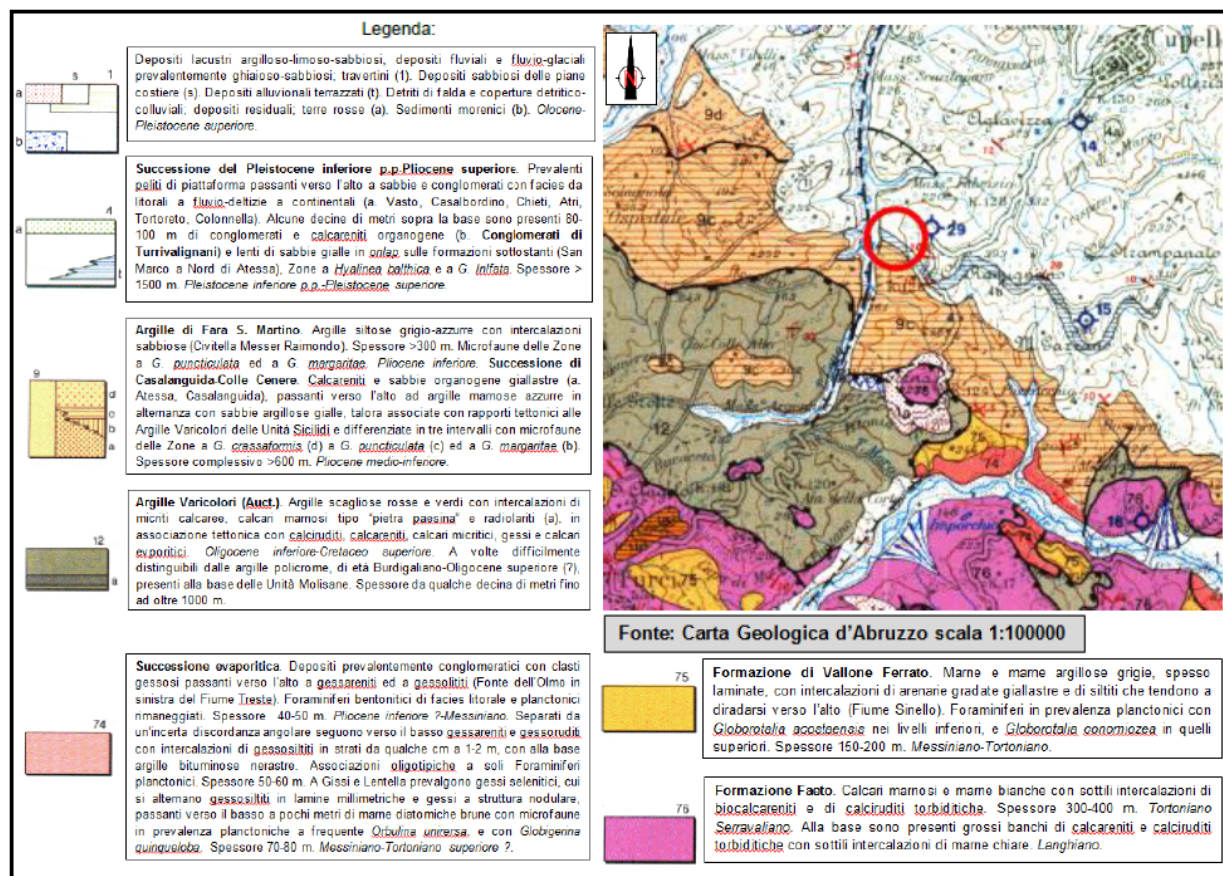 Legenda:
s 1
a
b
Depositi lacustri argilloso-limoso-sabbiosi, depositi fluviali e fluvio-glaciali
prevalentemente ghiaioso-sabbiosi; travertini (1). Depositi sabbiosi delle piane
costiere (s). Depositi alluvionali terrazzati (t). Detriti di falda e coperture detritico-
colluviali; depositi residuali; terre rosse (a). Sedimenti morenici (b). Olocene-
Pleistocene superiore.
4
a
t
Successione del Pleistocene inferiore p.p-Pliocene superiore. Prevalenti
peliti di piattaforma passanti verso l'alto a sabbie e conglomerati con facies da
litorali a fluvio-deltizie a continentali (a. Vasto, Casalbordino, Chieti, Atri,
Tortoreto, Colonnella). Alcune decine di metri sopra la base sono presenti 80-
100 m di conglomerati e calcareniti organogene (b. Conglomerati di
Turrivalignani) e lenti di sabbie gialle in onlap sulle formazioni sottostanti (San
Marco a Nord di Atessa), Zone a Hyalinea balthica e a G. Inlfata. Spessore >
1500 m. Pleistocene inferiore p.p.-Pleistocene superiore.
9
d
c
b
a
Argille di Fara S. Martino. Argille siltose grigio-azzurre con intercalazioni
sabbiose (Civitella Messer Raimondo). Spessore >300 m. Microfaune delle Zone
a G. puncticulata ed a G. margaritae. Pliocene inferiore. Successione di
Casalanguida-Colle Cenere. Calcareniti e sabbie organogene giallastre (a.
Atessa, Casalanguida), passanti verso l'alto ad argille marnose azzurre in
alternanza con sabbie argillose gialle, talora associate con rapporti tettonici alle
Argille Varicolori delle Unità Sicilidi e differenziate in tre intervalli con microfaune
delle Zone a G. crassaformis (d) a G. puncticulata (c) ed a G. margaritae (b).
Spessore complessivo >600 m. Pliocene medio-inferiore.
12
a
Argille Varicolori (Auct.). Argille scagliose rosse e verdi con intercalazioni di
micriti calcaree, calcari marnosi tipo "pietra paesina" e radiolariti (a), in
associazione tettonica con calciruditi, calcareniti, calcari micritici, gessi e calcari
evporitici. Oligocene inferiore-Cretaceo superiore. A volte difficilmente
distinguibili dalle argille policrome, di età Burdigaliano-Oligocene superiore (?),
presenti alla base delle Unità Molisane. Spessore da qualche decina di metri fino
ad oltre 1000 m.
74
Successione evaporitica. Depositi prevalentemente conglomeratici con clasti
gessosi passanti verso l'alto a gessareniti ed a gessolititi (Fonte dell'Olmo in
sinistra del Fiume Treste). Foraminiferi bentonitici di facies litorale e planctonici
rimaneggiati. Spessore 40-50 m. Pliocene inferiore ?-Messiniano. Separati da
un'incerta discordanza angolare seguono verso il basso gessareniti e gessoruditi
con intercalazioni di gessosiltiti in strati da qualche cm a 1-2 m, con alla base
argille bituminose nerastre. Associazioni oligotipiche a soli Foraminiferi
planctonici. Spessore 50-60 m. A Gissi e Lentella prevalgono gessi selenitici, cui
si alternano gessosiltiti in lamine millimetriche e gessi a struttura nodulare,
passanti verso il basso a pochi metri di marne diatomiche brune con microfaune
in prevalenza planctoniche a frequente Orbulina unirersa, e con Globigenna
quinqueloba. Spessore 70-80 m. Messiniano-Tortoniano superiore ?.
N
Cupell
9d
14
29
9c
15
12
75
74
76
18
Furci
Fonte: Carta Geologica d'Abruzzo scala 1:100000
75
Formazione di Vallone Ferrato. Marne e marne argillose grigie, spesso
laminate, con intercalazioni di arenarie gradate giallastre e di siltiti che tendono a
diradarsi verso l'alto (Fiume Sinello). Foraminiferi in prevalenza planctonici con
Globorotalia acostaensis nei livelli inferiori, e Globorotalia conomiozea in quelli
superiori. Spessore 150-200 m. Messiniano-Tortoniano.
76
Formazione Faeto. Calcari marnosi e marne bianche con sottili intercalazioni di
biocalcareniti e di calciruditi torbiditiche. Spessore 300-400 m. Tortoniano
Serravaliano. Alla base sono presenti grossi banchi di calcareniti e calciruditi
torbiditiche con sottili intercalazioni di marne chiare. Langhiano.